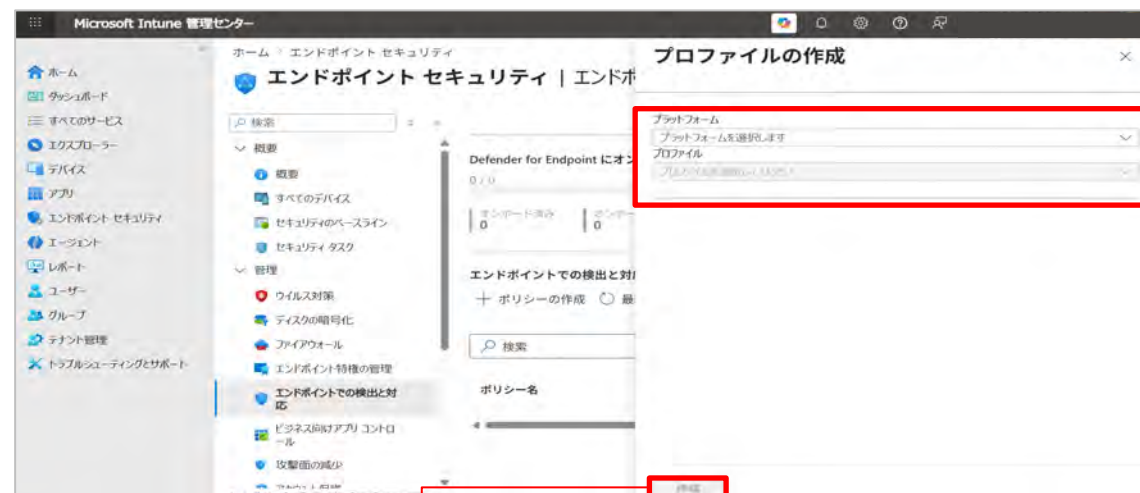 Microsoft Intune 管理センター
ホーム
ダッシュボード
すべてのサービス
エクスプローラー
デバイス
アプリ
エンドポイント セキュリティ
エージェント
レポート
ユーザー
グループ
テナント管理
トラブルシューティングとサポート
ホーム > エンドポイント セキュリティ
エンドポイント セキュリティ | エンドポ
検索
概要
概要
すべてのデバイス
セキュリティのベースライン
セキュリティ タスク
管理
ウイルス対策
ディスクの暗号化
ファイアウォール
エンドポイント特権の管理
エンドポイントでの検出と対
応
ビジネス向けアプリ コントロ
ール
攻撃面の減少
Defender for Endpoint にオン
0 / 0
オンボード済み
0
オンボー
0
エンドポイントでの検出と対
+ ポリシーの作成 最
検索
ポリシー名
プロファイルの作成
プラットフォーム
プラットフォームを選択します
プロファイル
作成